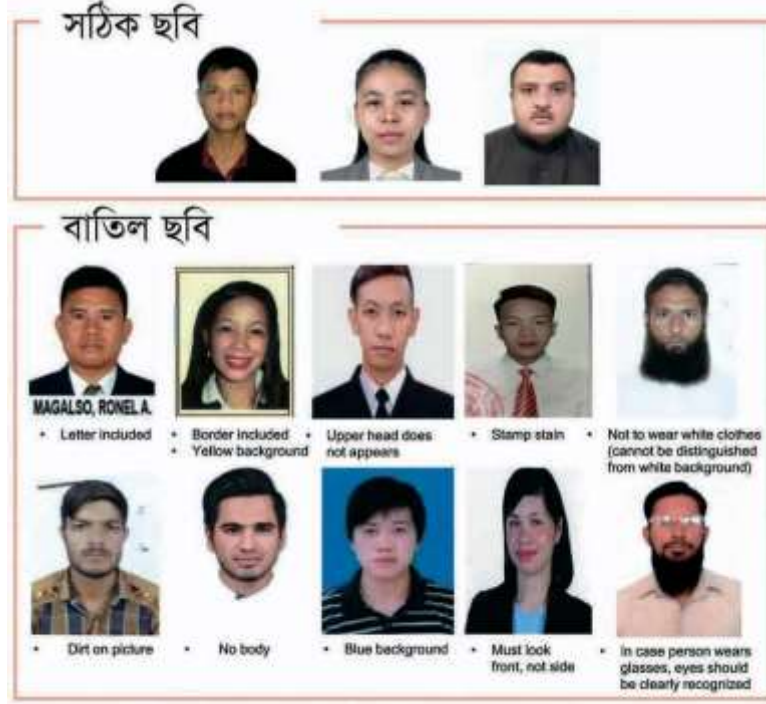 সঠিক ছবি
বাতিল ছবি
MAGALSO, RONEL A.
• Letter included
• Border included
• Yellow background
• Upper head does
not appears
• Stamp stain
• Not to wear white clothes
(cannot be distinguished
from white background)
• Dirt on picture
• No body
• Blue background
• Must look
front, not side
• In case person wears
glasses, eyes should
be clearly recognized